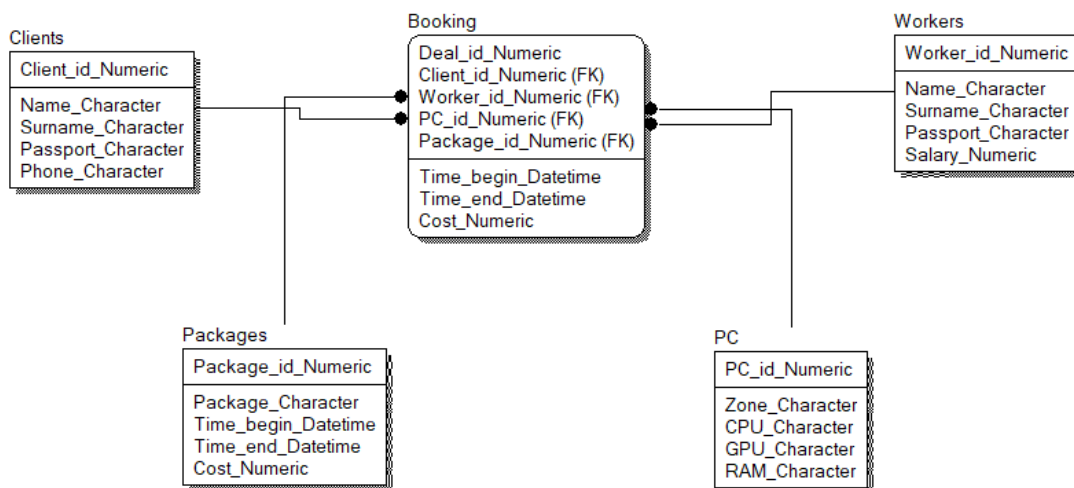 Clients
Client_id_Numeric
Name_Character
Surname_Character
Passport_Character
Phone_Character
Booking
Deal_id_Numeric
Client_id_Numeric (FK)
Worker_id_Numeric (FK)
PC_id_Numeric (FK)
Package_id_Numeric (FK)
Time_begin_Datetime
Time_end_Datetime
Cost_Numeric
Workers
Worker_id_Numeric
Name_Character
Surname_Character
Passport_Character
Salary_Numeric
Packages
Package_id_Numeric
Package_Character
Time_begin_Datetime
Time_end_Datetime
Cost_Numeric
PC
PC_id_Numeric
Zone_Character
CPU_Character
GPU_Character
RAM_Character